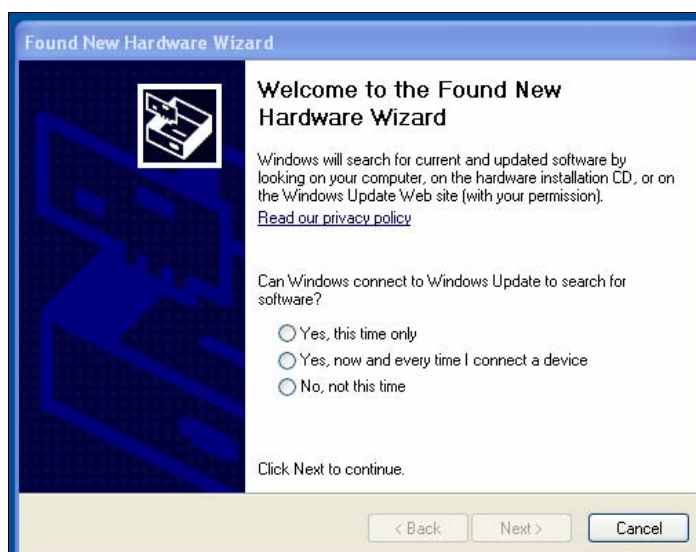 Found New Hardware Wizard
Welcome to the Found New
Hardware Wizard
Windows will search for current and updated software by
looking on your computer, on the hardware installation CD, or on
the Windows Update Web site (with your permission).
Read our privacy policy
Can Windows connect to Windows Update to search for
software?
Yes, this time only
Yes, now and every time I connect a device
No, not this time
Click Next to continue.
< Back
Next >
Cancel